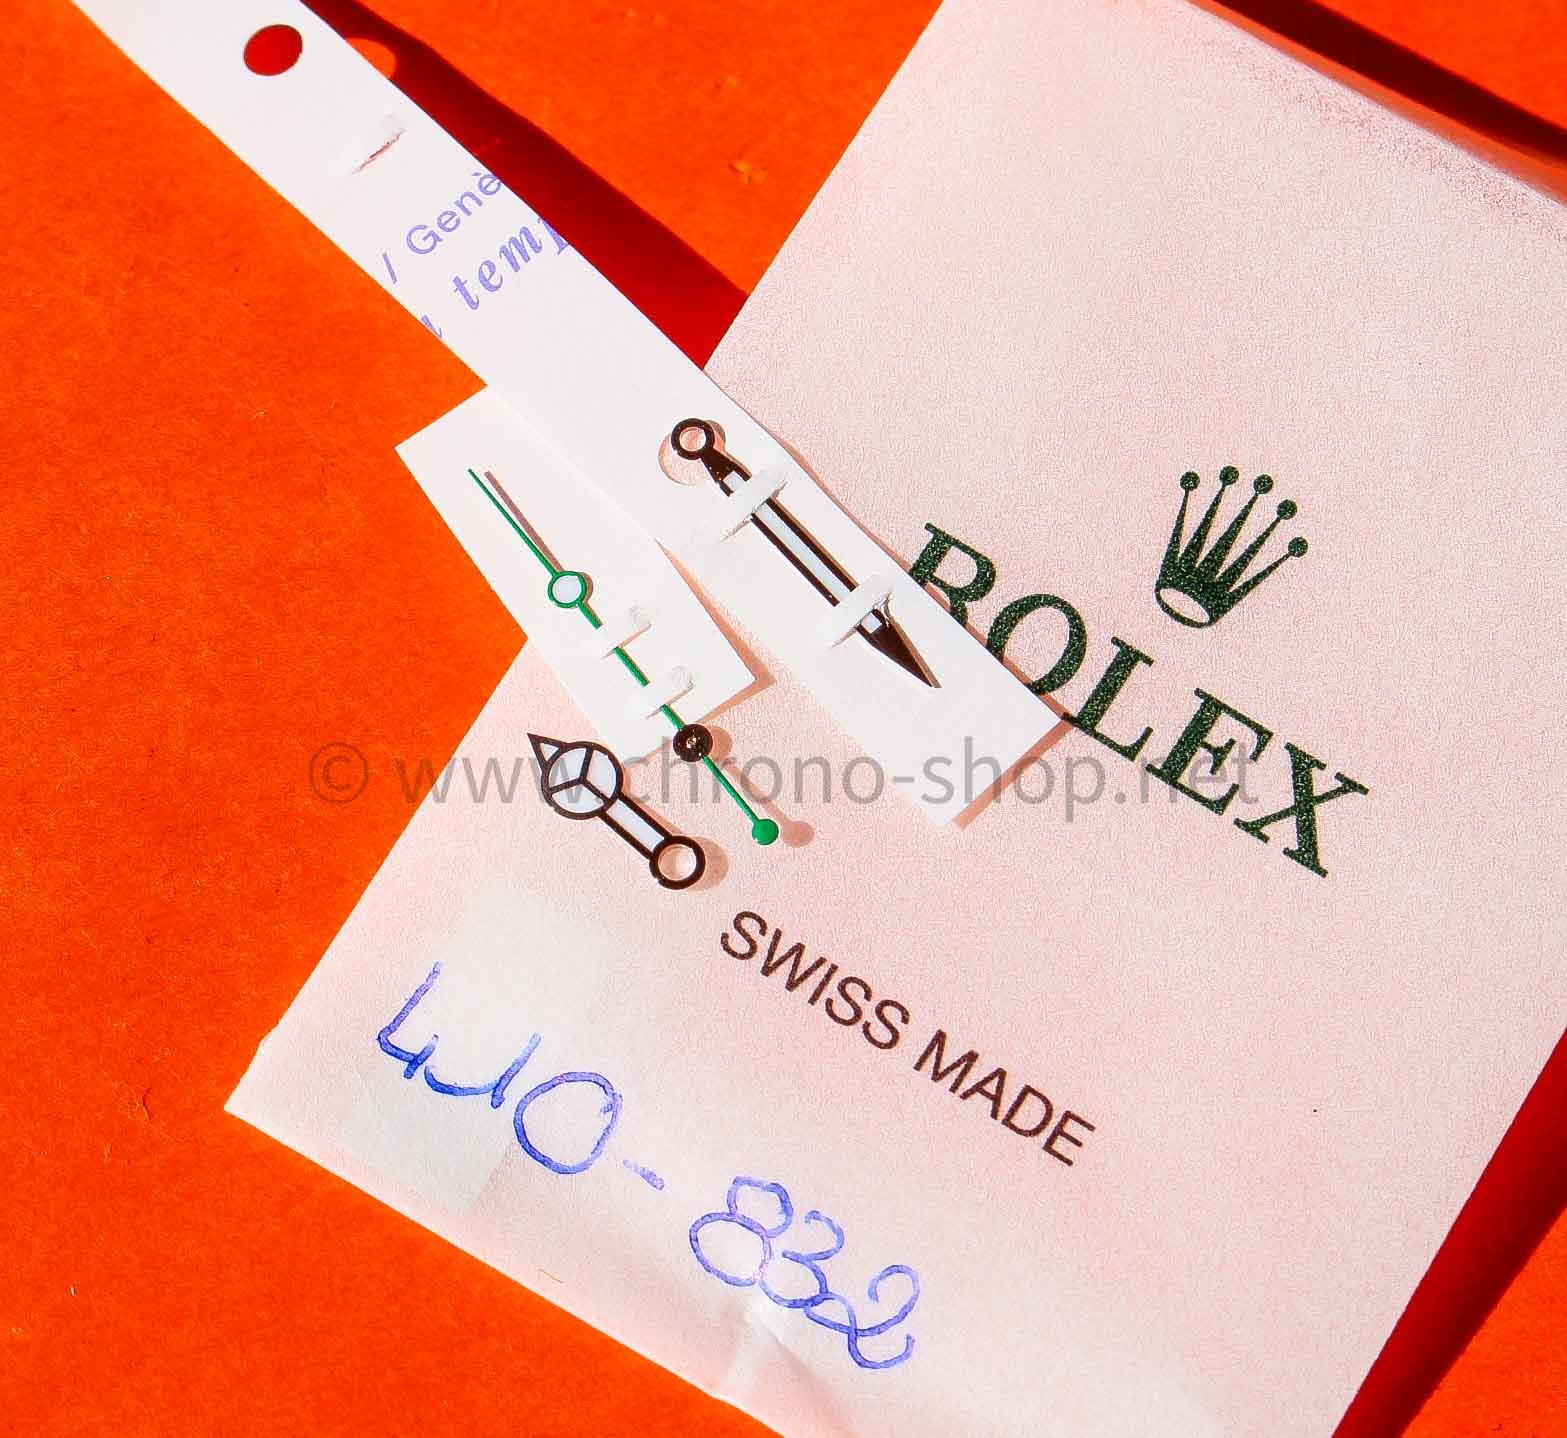 / Genè
temp
ROLEX
© www.chrono-shop.net
SWISS MADE
410-832